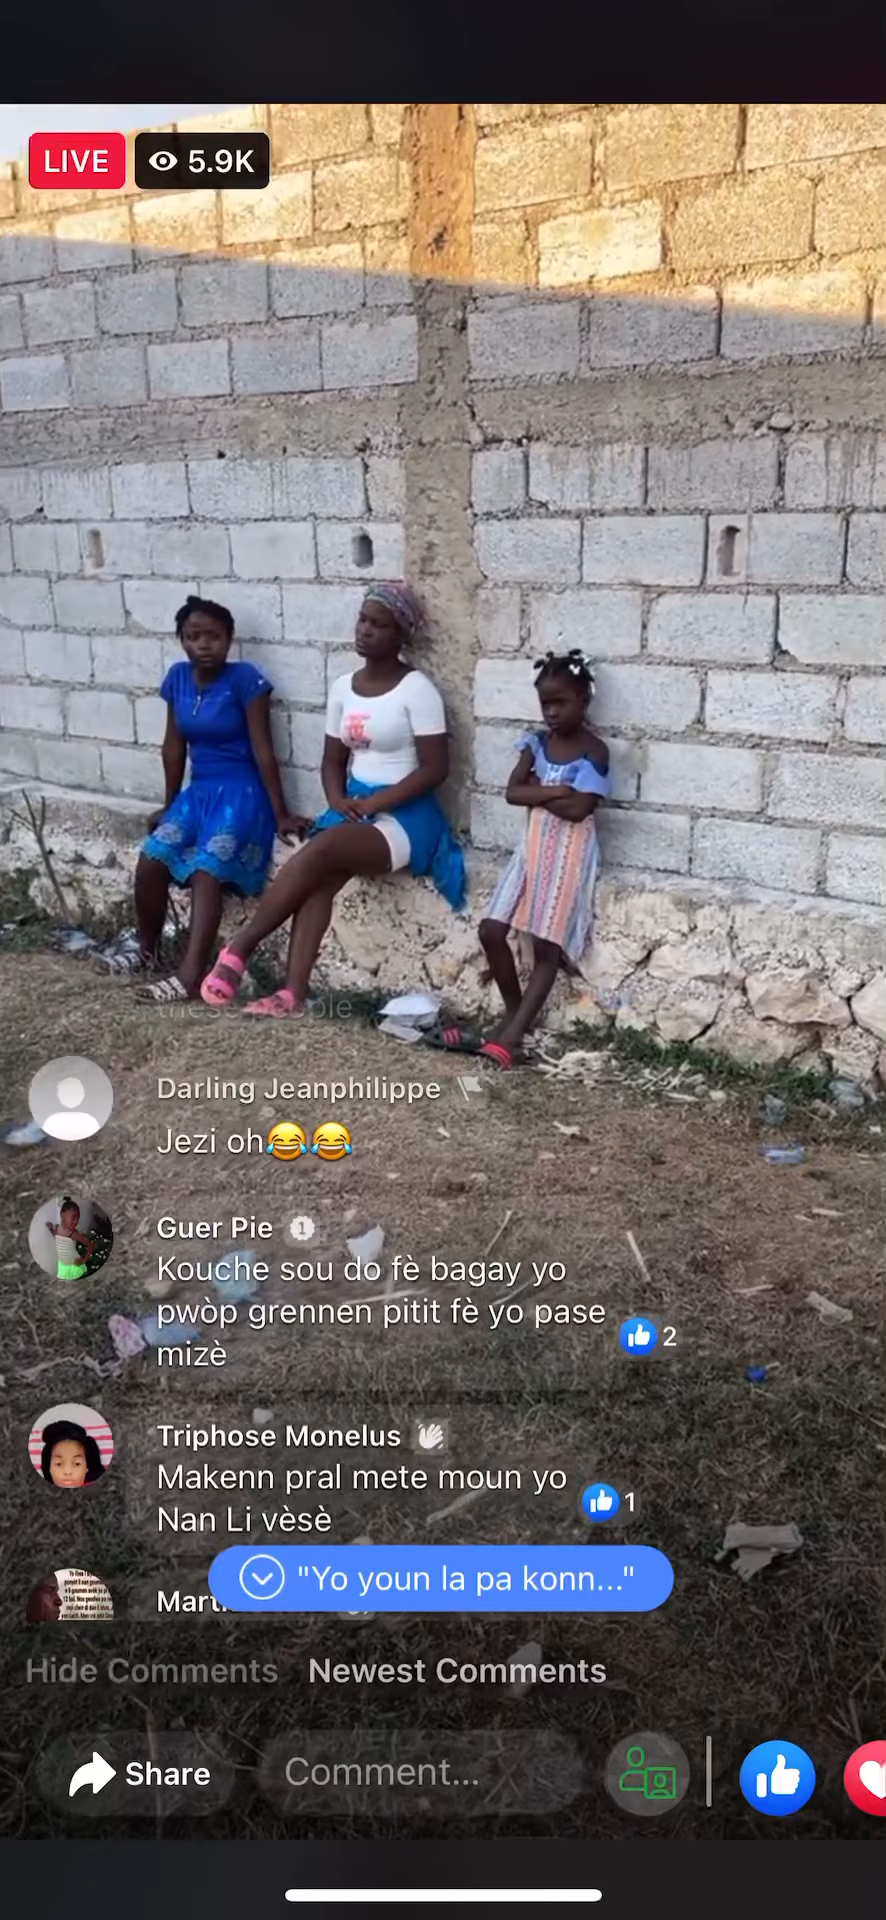 LIVE
5.9K
these people
Darling Jeanphilippe
Jezi oh😂😂
Guer Pie
Kouche sou do fè bagay yo
pwòp grennen pitit fè yo pase
mizè
2
Triphose Monelus
Makenn pral mete moun yo
Nan Li vèsè
1
"Yo youn la pa konn..."
Hide Comments
Newest Comments
Share
Comment...